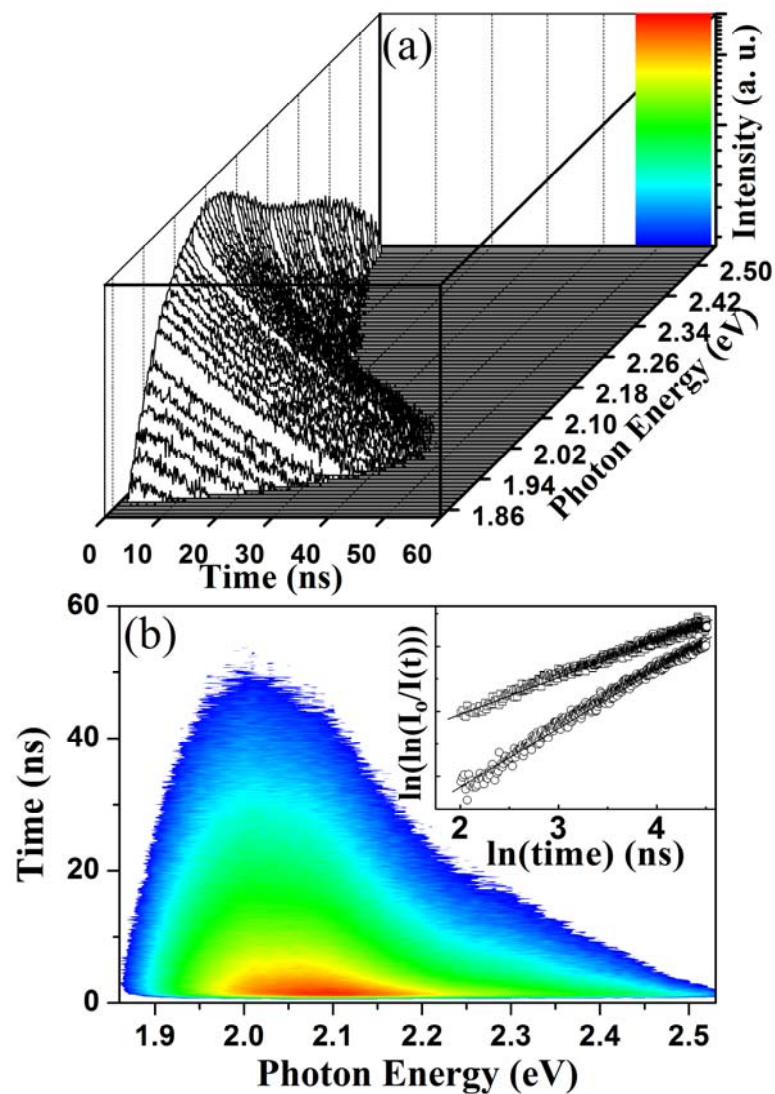 (a)
Intensity (a. u.)
2.50
2.42
2.34
2.26
2.18
2.10
2.02
1.94
1.86
Photon Energy (eV)
0 10 20 30 40 50 60
Time (ns)
(b)
60
40
20
0
Time (ns)
1.9 2.0 2.1 2.2 2.3 2.4 2.5
Photon Energy (eV)
ln(ln(I₀/I(t)))
2 3 4
ln(time) (ns)